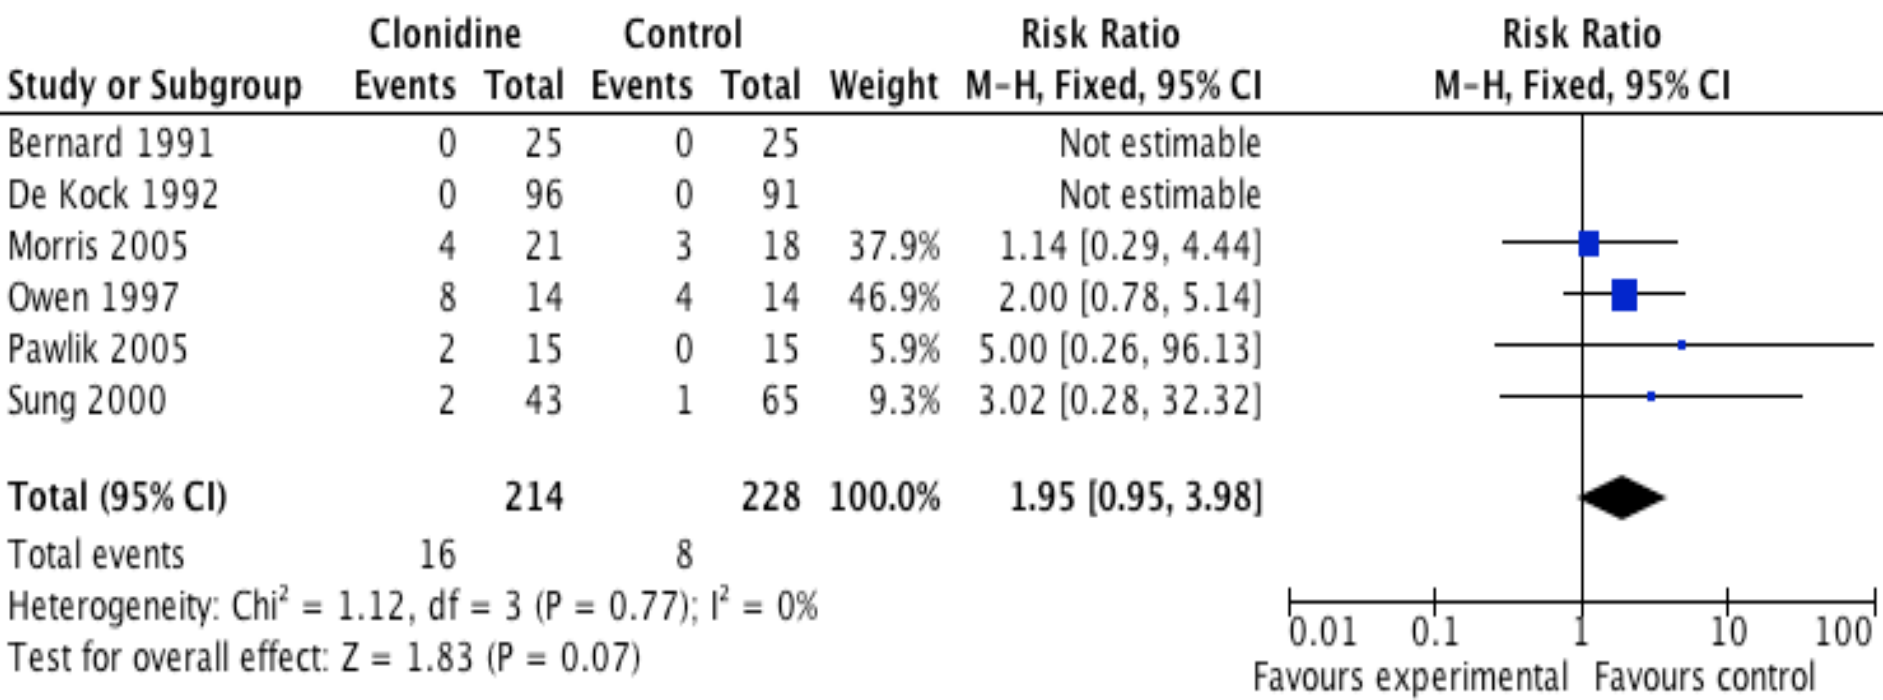 Clonidine Control Risk Ratio Risk Ratio
Study or Subgroup Events Total Events Total Weight M-H, Fixed, 95% CI M-H, Fixed, 95% CI
Bernard 1991 0 25 0 25 Not estimable
De Kock 1992 0 96 0 91 Not estimable
Morris 2005 4 21 3 18 37.9% 1.14 [0.29, 4.44]
Owen 1997 8 14 4 14 46.9% 2.00 [0.78, 5.14]
Pawlik 2005 2 15 0 15 5.9% 5.00 [0.26, 96.13]
Sung 2000 2 43 1 65 9.3% 3.02 [0.28, 32.32]
Total (95% CI) 214 228 100.0% 1.95 [0.95, 3.98]
Total events 16 8
Heterogeneity: Chi² = 1.12, df = 3 (P = 0.77); I² = 0%
Test for overall effect: Z = 1.83 (P = 0.07)
0.01 0.1 1 10 100
Favours experimental Favours control